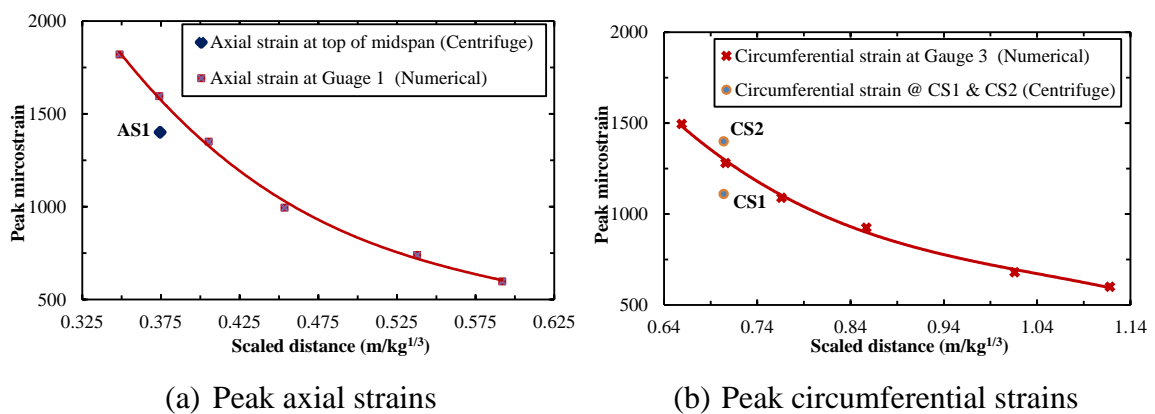 2000
1500
1000
500
Peak mircostrain
Axial strain at top of midspan (Centrifuge)
Axial strain at Guage 1 (Numerical)
AS1
0.325 0.375 0.425 0.475 0.525 0.575 0.625
Scaled distance (m/kg1/3)
(a) Peak axial strains
2000
1500
1000
500
Peak microstrain
Circumferential strain at Gauge 3 (Numerical)
Circumferential strain @ CS1 & CS2 (Centrifuge)
CS2
CS1
0.64 0.74 0.84 0.94 1.04 1.14
Scaled distance (m/kg1/3)
(b) Peak circumferential strains